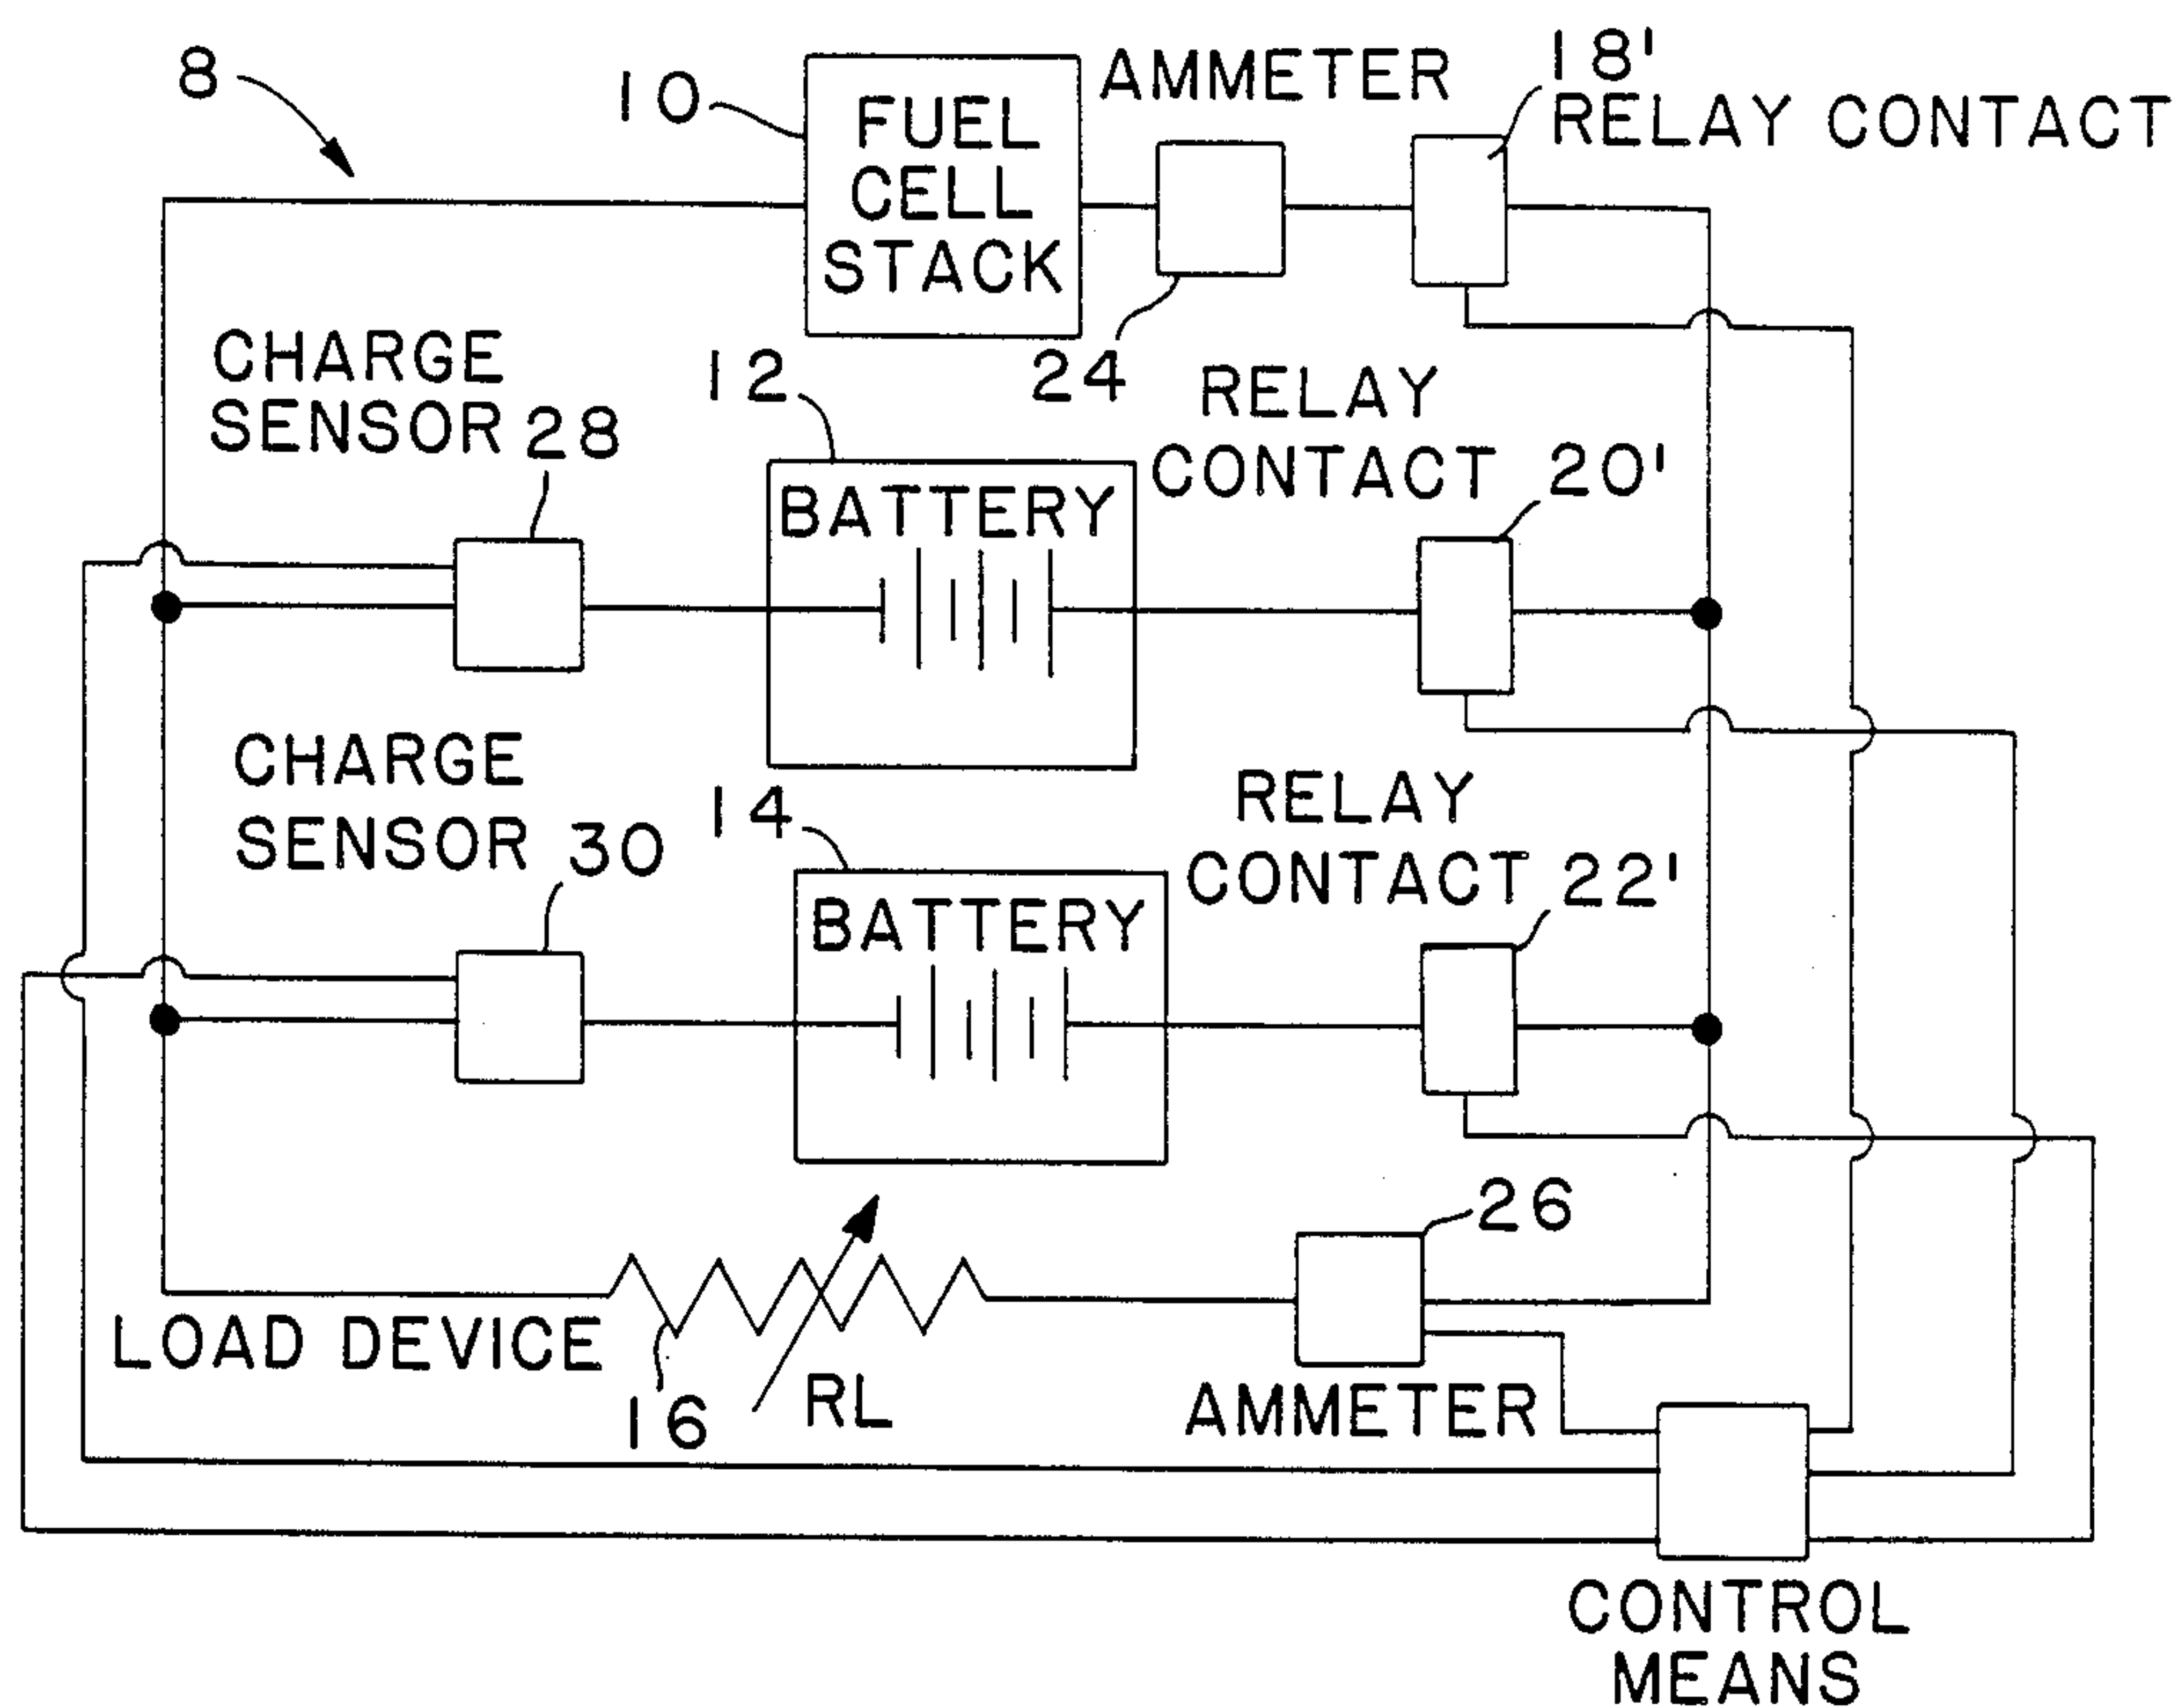 8
10
FUEL
CELL
STACK
AMMETER
24
18'
RELAY CONTACT
CHARGE
SENSOR 28
12
BATTERY
RELAY
CONTACT 20'
CHARGE
SENSOR 30
14
BATTERY
RELAY
CONTACT 22'
LOAD DEVICE
16
RL
26
AMMETER
CONTROL
MEANS